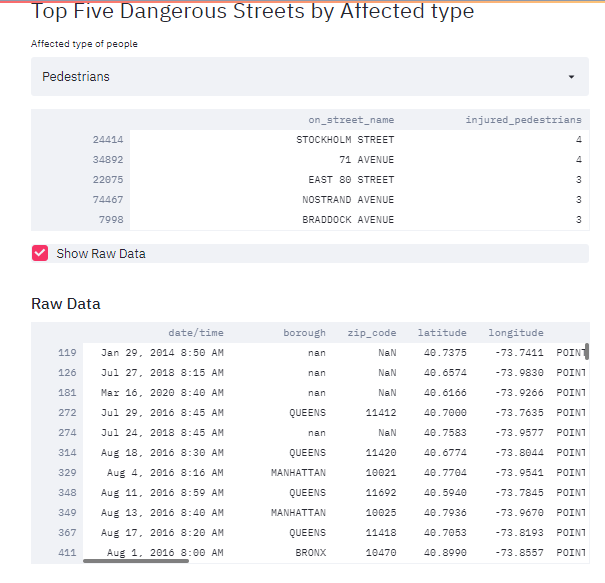 Top Five Dangerous Streets by Affected type
Affected type of people
Pedestrians
on_street_name injured_pedestrians
24414 STOCKHOLM STREET 4
34892 71 AVENUE 4
22075 EAST 80 STREET 3
74467 NOSTRAND AVENUE 3
7998 BRADDOCK AVENUE 3
Show Raw Data
Raw Data
date/time borough zip_code latitude longitude
119 Jan 29, 2014 8:50 AM nan NaN 40.7375 -73.7411 POINT
126 Jul 27, 2018 8:15 AM nan NaN 40.6574 -73.9830 POINT
181 Mar 16, 2020 8:40 AM nan NaN 40.6166 -73.9266 POINT
272 Jul 29, 2016 8:45 AM QUEENS 11412 40.7000 -73.7635 POINT
274 Jul 24, 2018 8:45 AM nan NaN 40.7583 -73.9577 POINT
314 Aug 18, 2016 8:30 AM QUEENS 11420 40.6774 -73.8044 POINT
329 Aug 4, 2016 8:16 AM MANHATTAN 10021 40.7704 -73.9541 POINT
348 Aug 11, 2016 8:59 AM QUEENS 11692 40.5940 -73.7845 POINT
349 Aug 13, 2016 8:40 AM MANHATTAN 10025 40.7936 -73.9670 POINT
367 Aug 17, 2016 8:20 AM QUEENS 11418 40.7053 -73.8193 POINT
411 Aug 1, 2016 8:00 AM BRONX 10470 40.8990 -73.8557 POINT